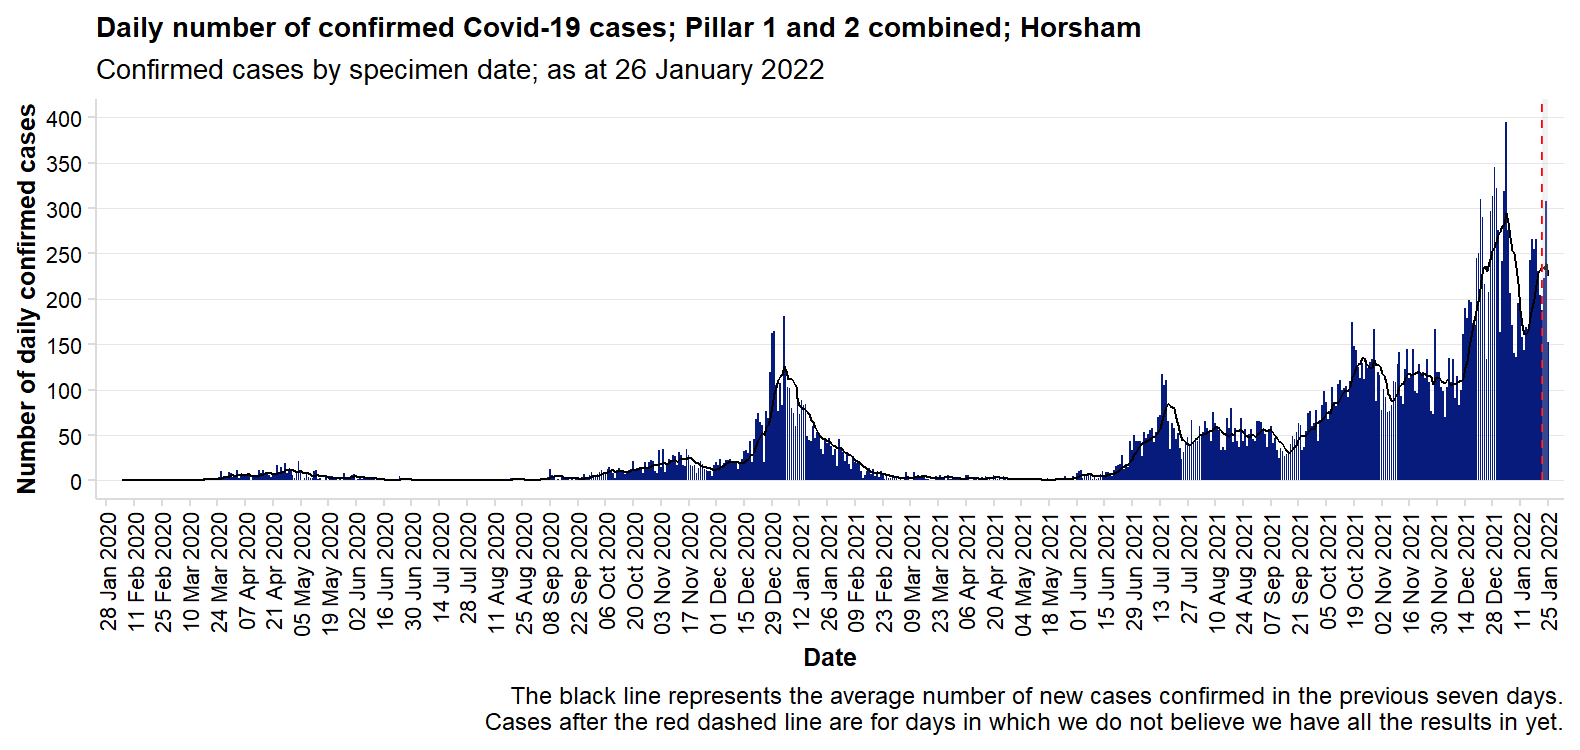 Daily number of confirmed Covid-19 cases; Pillar 1 and 2 combined; Horsham
Confirmed cases by specimen date; as at 26 January 2022
Number of daily confirmed cases
400
350
300
250
200
150
100
50
0
28 Jan 2020
11 Feb 2020
25 Feb 2020
10 Mar 2020
24 Mar 2020
07 Apr 2020
21 Apr 2020
05 May 2020
19 May 2020
02 Jun 2020
16 Jun 2020
30 Jun 2020
14 Jul 2020
28 Jul 2020
11 Aug 2020
25 Aug 2020
08 Sep 2020
22 Sep 2020
06 Oct 2020
20 Oct 2020
03 Nov 2020
17 Nov 2020
01 Dec 2020
15 Dec 2020
29 Dec 2020
12 Jan 2021
26 Jan 2021
09 Feb 2021
23 Feb 2021
09 Mar 2021
23 Mar 2021
06 Apr 2021
20 Apr 2021
04 May 2021
18 May 2021
01 Jun 2021
15 Jun 2021
29 Jun 2021
13 Jul 2021
27 Jul 2021
10 Aug 2021
24 Aug 2021
07 Sep 2021
21 Sep 2021
05 Oct 2021
19 Oct 2021
02 Nov 2021
16 Nov 2021
30 Nov 2021
14 Dec 2021
28 Dec 2021
11 Jan 2022
25 Jan 2022
Date
The black line represents the average number of new cases confirmed in the previous seven days.
Cases after the red dashed line are for days in which we do not believe we have all the results in yet.